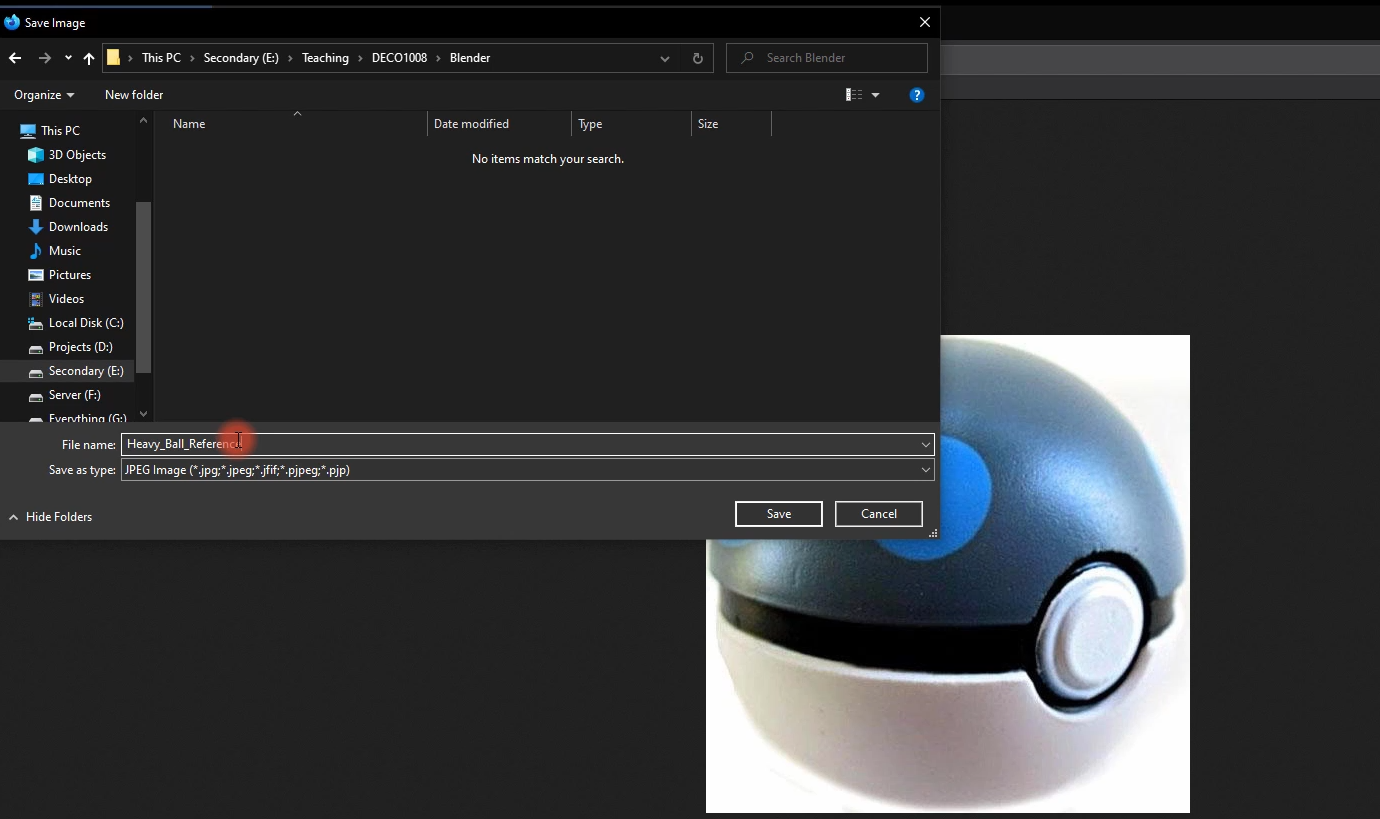 Save Image
This PC > Secondary (E:) > Teaching > DECO1008 > Blender
Search Blender
Organize
New folder
Name
Date modified
Type
Size
No items match your search.
This PC
3D Objects
Desktop
Documents
Downloads
Music
Pictures
Videos
Local Disk (C:)
Projects (D:)
Secondary (E:)
Server (F:)
Everything (G:)
File name: Heavy_Ball_Reference
Save as type: JPEG Image (*.jpg;*.jpeg;*.jfif;*.pjpeg;*.pjp)
Hide Folders
Save
Cancel